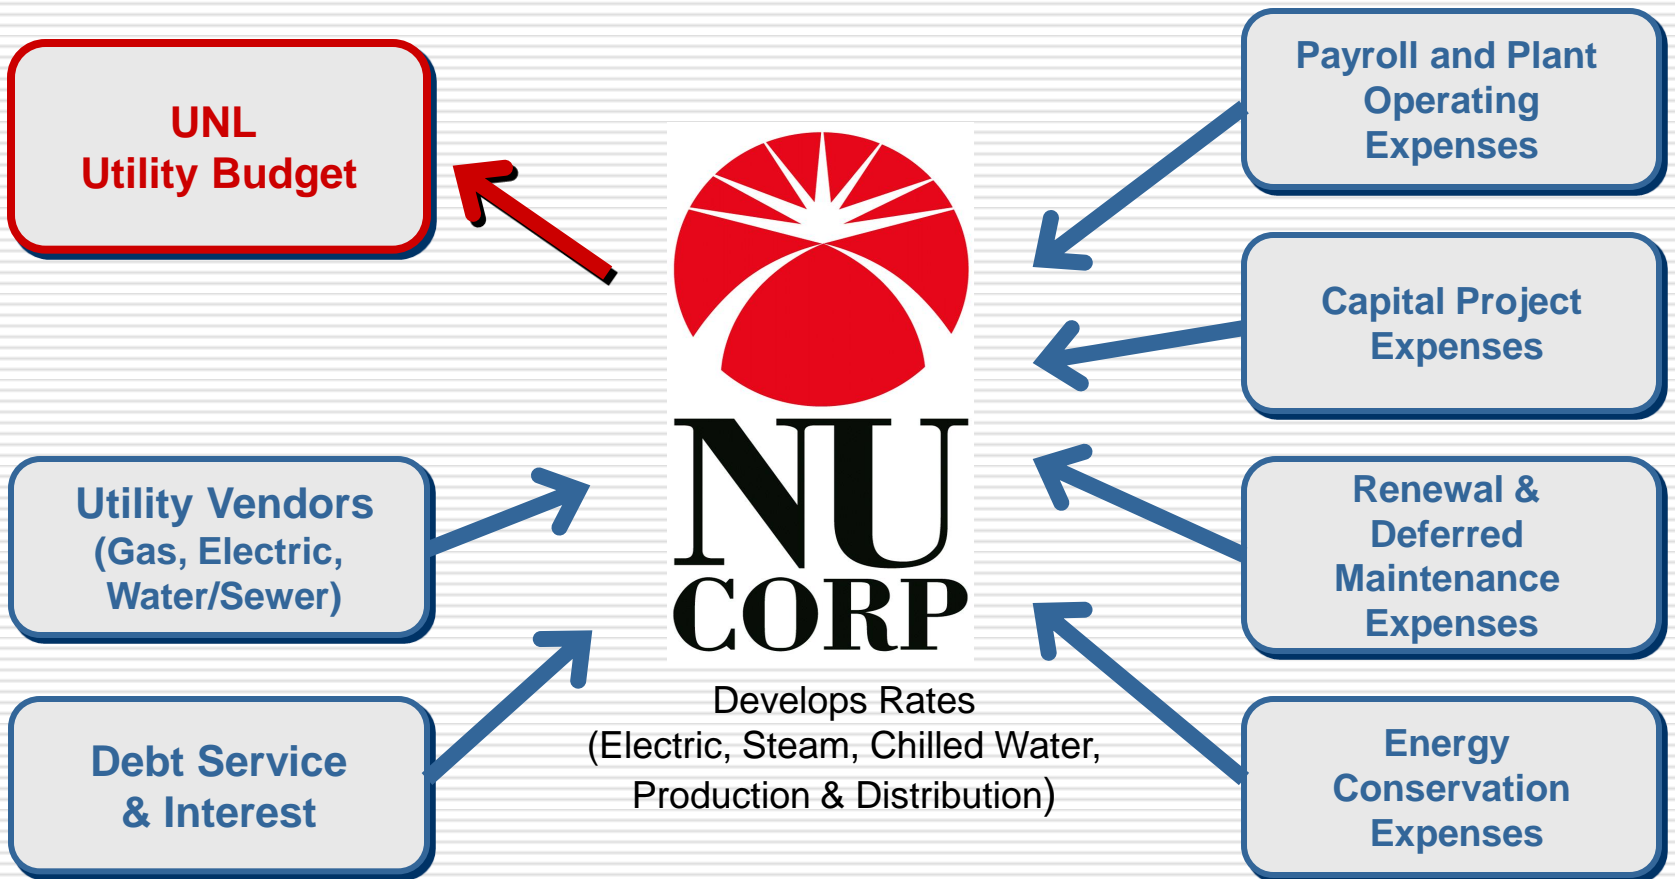 UNL
Utility Budget
Utility Vendors
(Gas, Electric,
Water/Sewer)
Debt Service
& Interest
NU
CORP
Develops Rates
(Electric, Steam, Chilled Water,
Production & Distribution)
Payroll and Plant
Operating
Expenses
Capital Project
Expenses
Renewal &
Deferred
Maintenance
Expenses
Energy
Conservation
Expenses